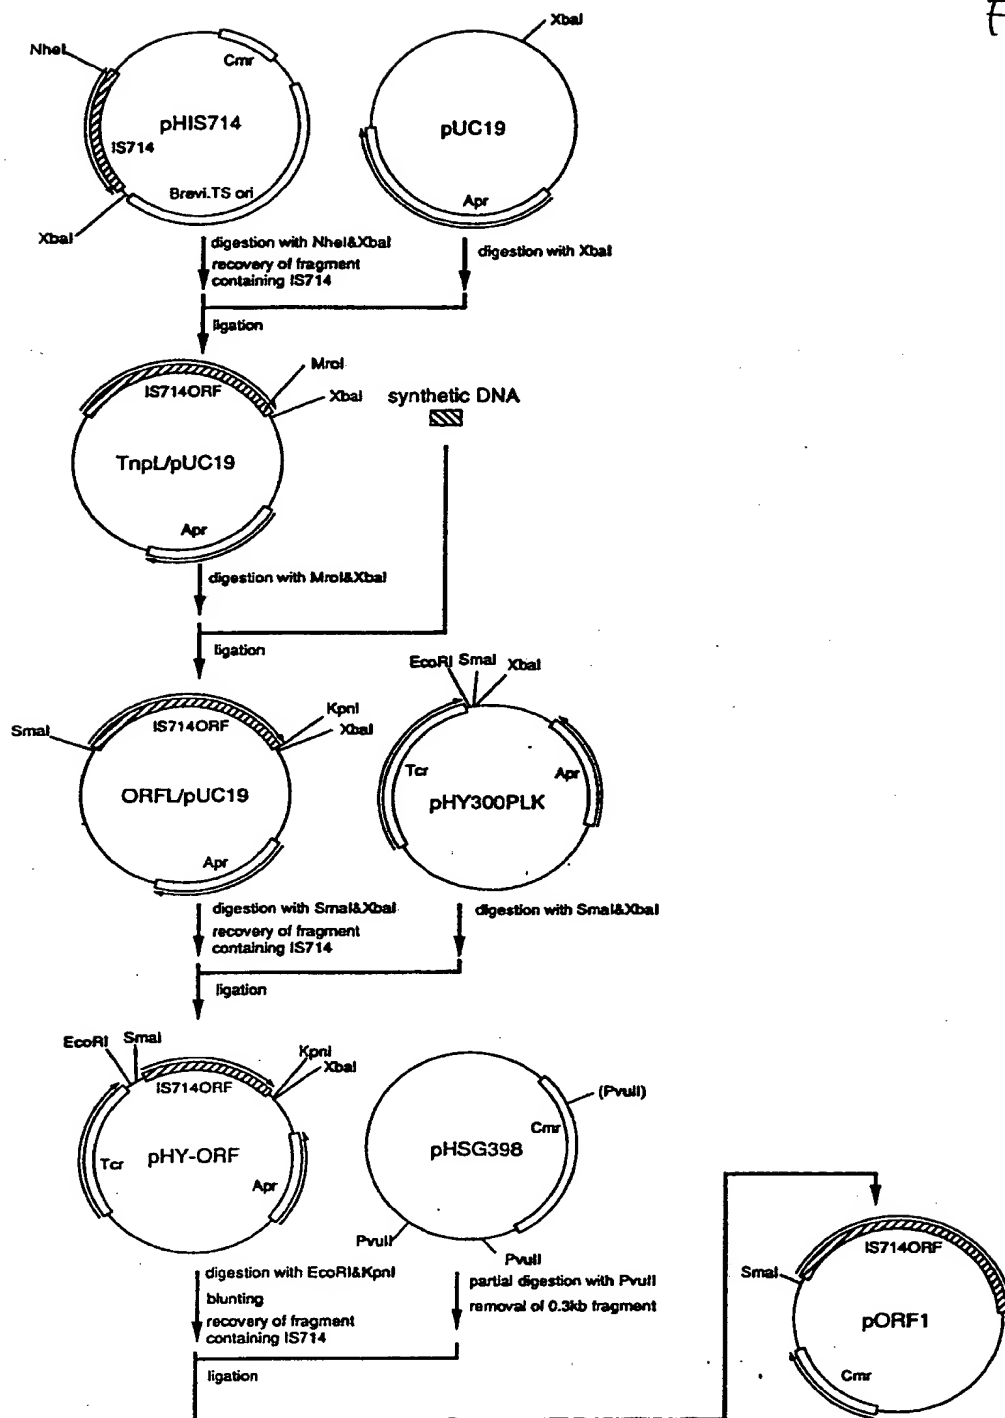 XbaI
NheI
Cmr
pHIS714
IS714
Brevi.TS ori
XbaI
pUC19
Apr
digestion with NheI&XbaI
recovery of fragment
containing IS714
digestion with XbaI
ligation
MroI
XbaI
IS714ORF
TnpL/pUC19
Apr
synthetic DNA
digestion with MroI&XbaI
ligation
EcoRI SmaI XbaI
KpnI
XbaI
SmaI
IS714ORF
ORFL/pUC19
Apr
Tcr
Apr
pHY300PLK
digestion with SmaI&XbaI
recovery of fragment
containing IS714
digestion with SmaI&XbaI
ligation
EcoRI SmaI
KpnI
XbaI
IS714ORF
Tcr
pHY-ORF
Apr
(PvuII)
Cmr
pHSG398
PvuII
PvuII
digestion with EcoRI&KpnI
blunting
recovery of fragment
containing IS714
partial digestion with PvuII
removal of 0.3kb fragment
ligation
IS714ORF
SmaI
pORF1
Cmr